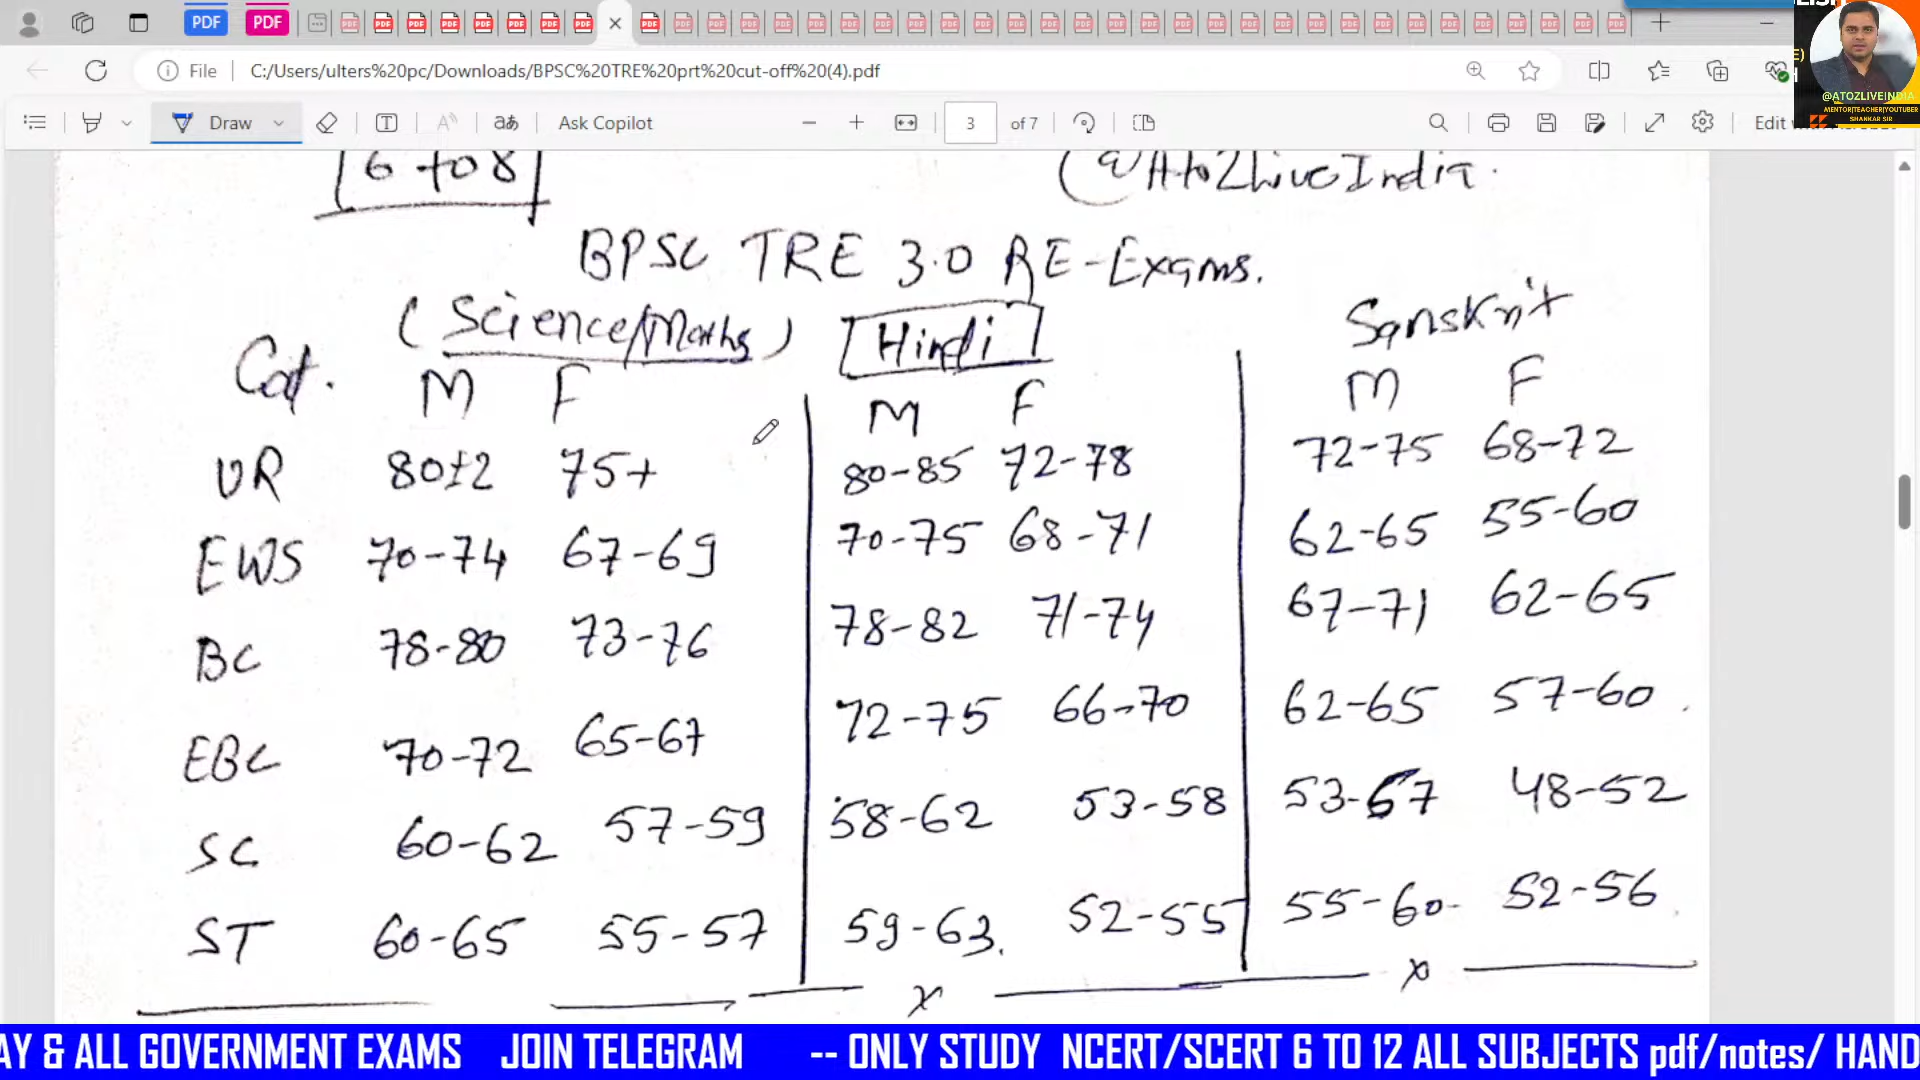 PDF PDF
File C:/Users/ulters%20pc/Downloads/BPSC%20TRE%20prt%20cut-off%20(4).pdf
@ATOZLIVEINDIA
MENTOR|TEACHER|YOUTUBER
SHANKAR SIR
Draw Ask Copilot 3 of 7
6 to 8 @AtoZLiveIndia.
BPSC TRE 3.0 RE-Exams.
(Science/Maths) Hindi Sanskrit
Cat. M F M F M F
UR 80±2 75+ 80-85 72-78 72-75 68-72
EWS 70-74 67-69 70-75 68-71 62-65 55-60
BC 78-80 73-76 78-82 71-74 67-71 62-65
EBC 70-72 65-67 72-75 66-70 62-65 57-60
SC 60-62 57-59 58-62 53-58 53-57 48-52
ST 60-65 55-57 59-63. 52-55 55-60- 52-56
x x
AY & ALL GOVERNMENT EXAMS JOIN TELEGRAM -- ONLY STUDY NCERT/SCERT 6 TO 12 ALL SUBJECTS pdf/notes/ HAND